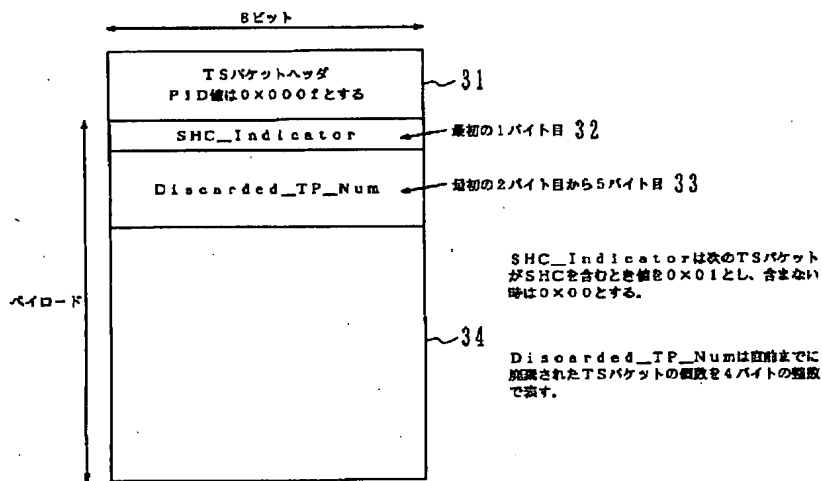 8ビット
TSパケットヘッダ
PID値は0×000fとする
31
SHC_Indicator
最初の1バイト目 32
Discarded_TP_Num
最初の2バイト目から5バイト目 33
SHC_Indicatorは次のTSパケット
がSHCを含むとき値を0×01とし、含まない
時は0×00とする。
ペイロード
34
Discarded_TP_Numは直前までに
廃棄されたTSパケットの個数を4バイトの整数
で表す。